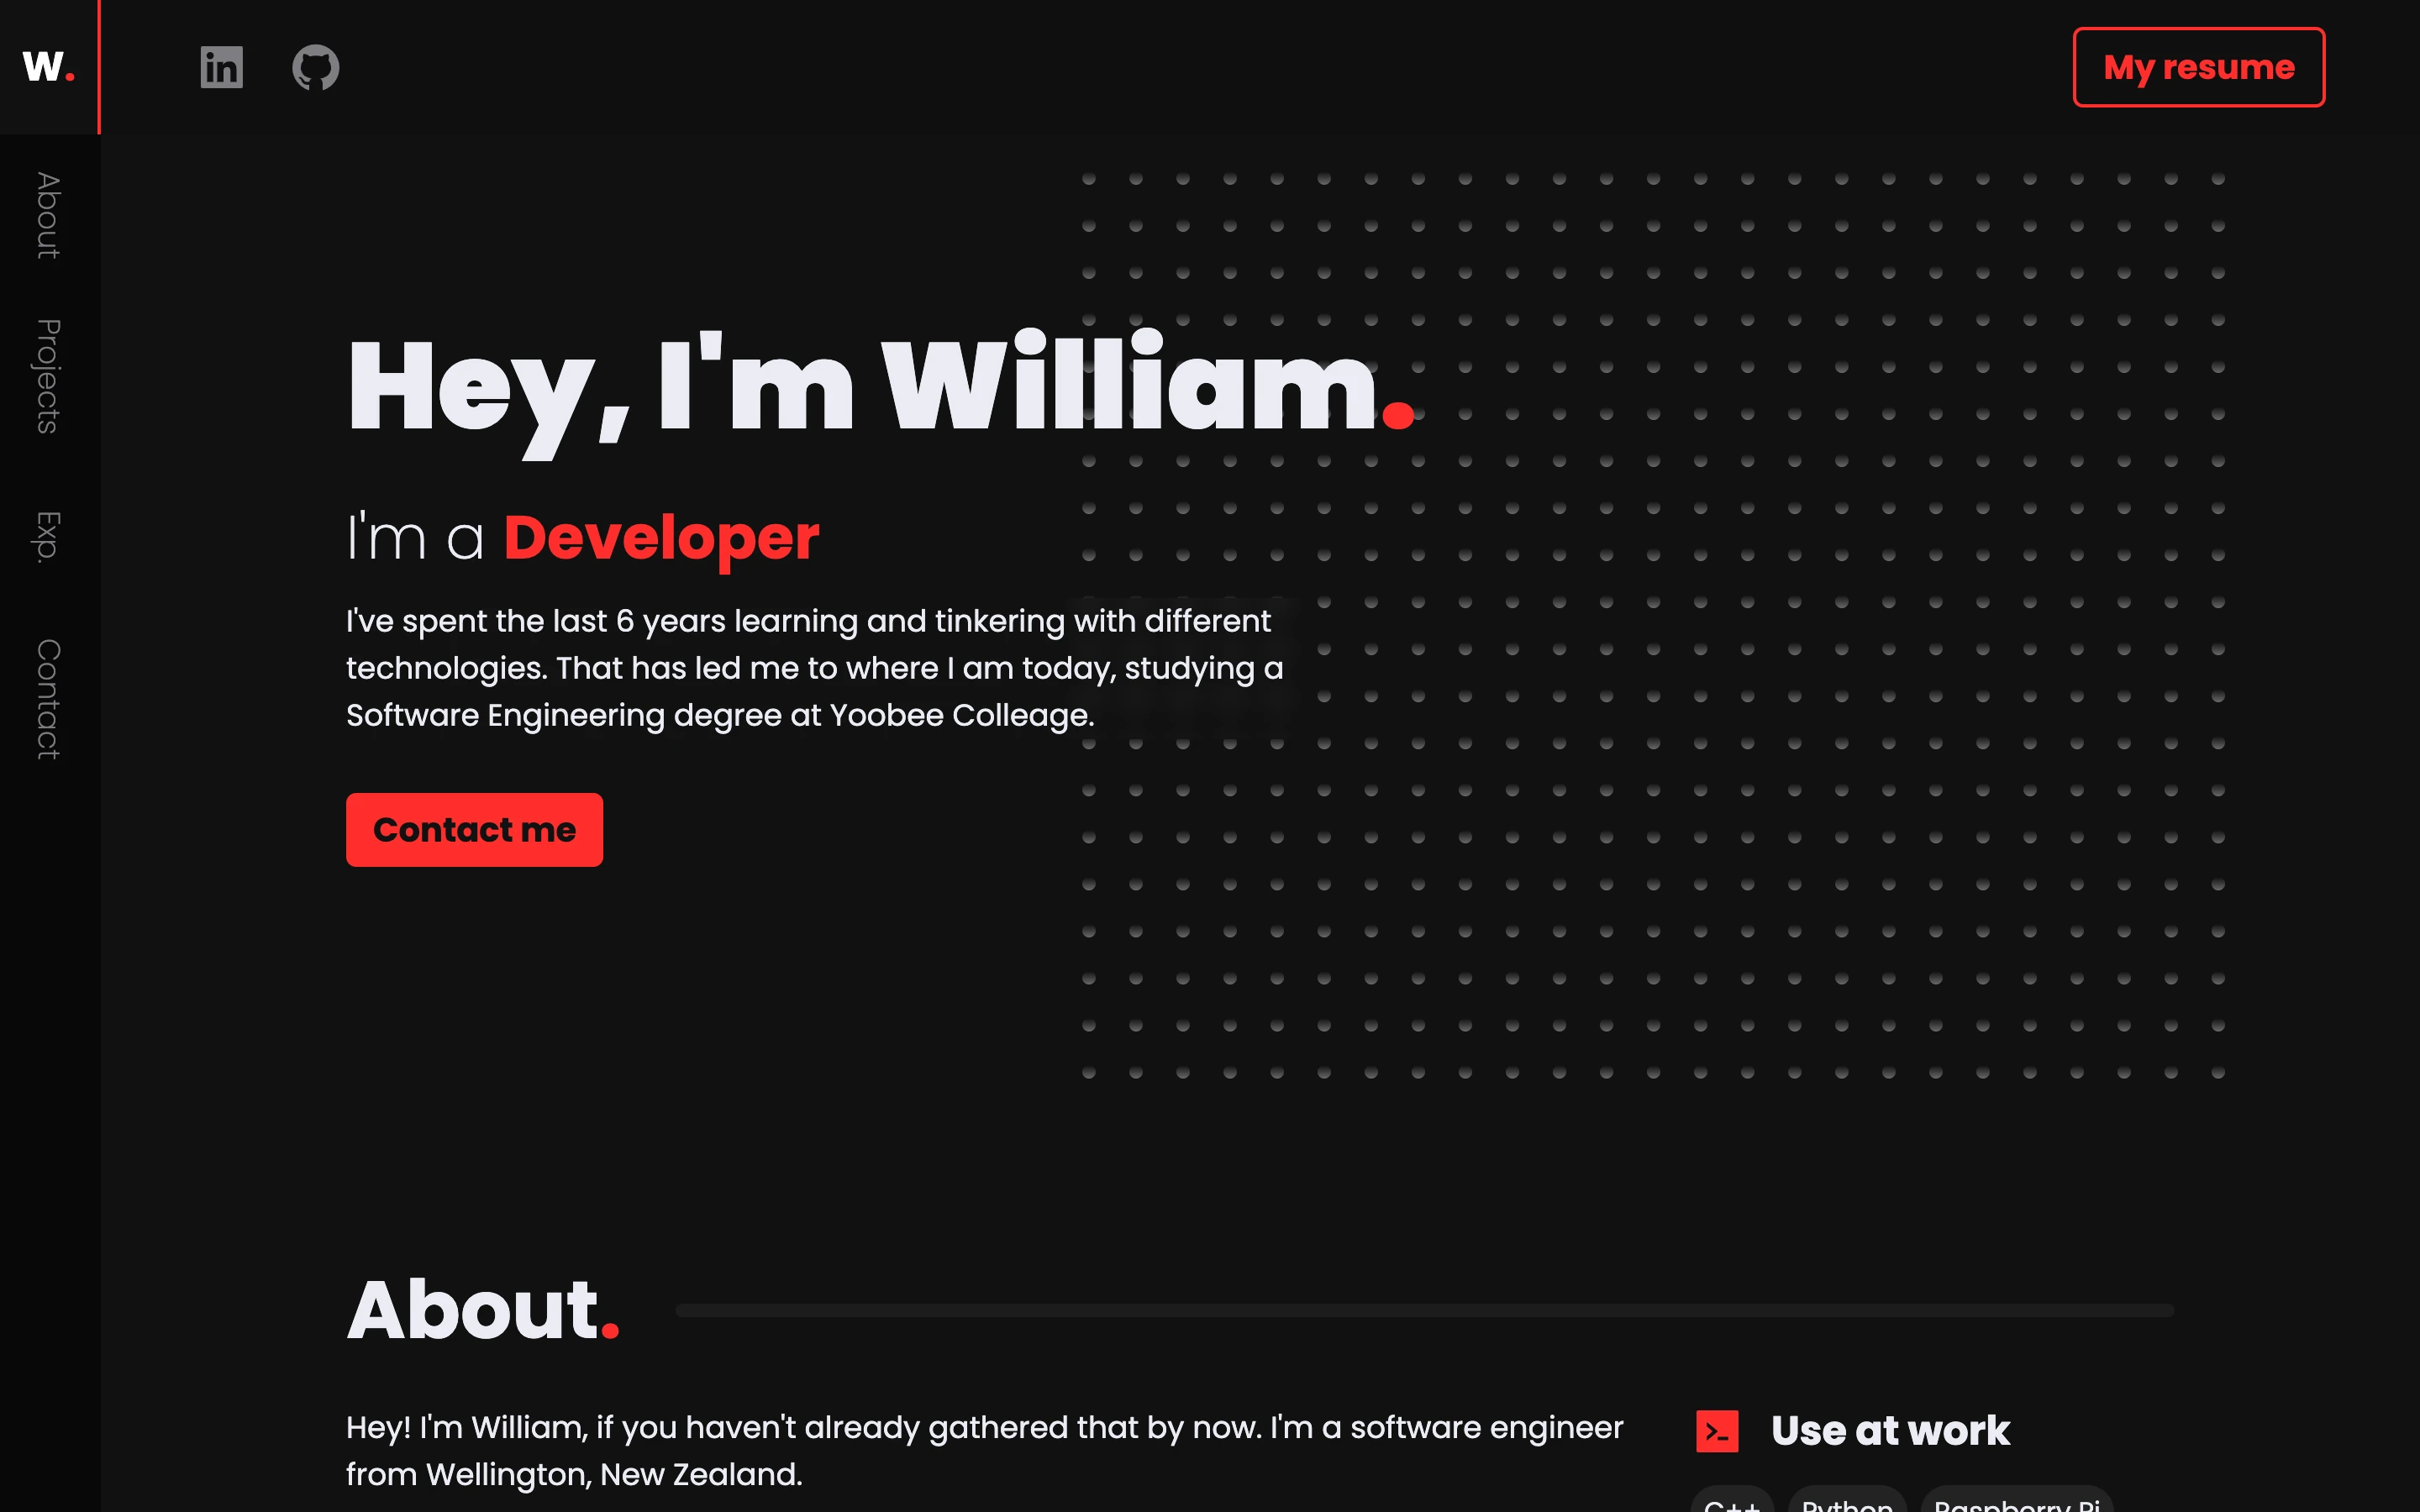 W.
in
My resume
About
Projects
Exp.
Contact
Hey, I'm William.
I'm a Developer
I've spent the last 6 years learning and tinkering with different
technologies. That has led me to where I am today, studying a
Software Engineering degree at Yoobee Colleage.
Contact me
About.
Hey! I'm William, if you haven't already gathered that by now. I'm a software engineer
from Wellington, New Zealand.
>_ Use at work
C++ Python Raspberry Pi